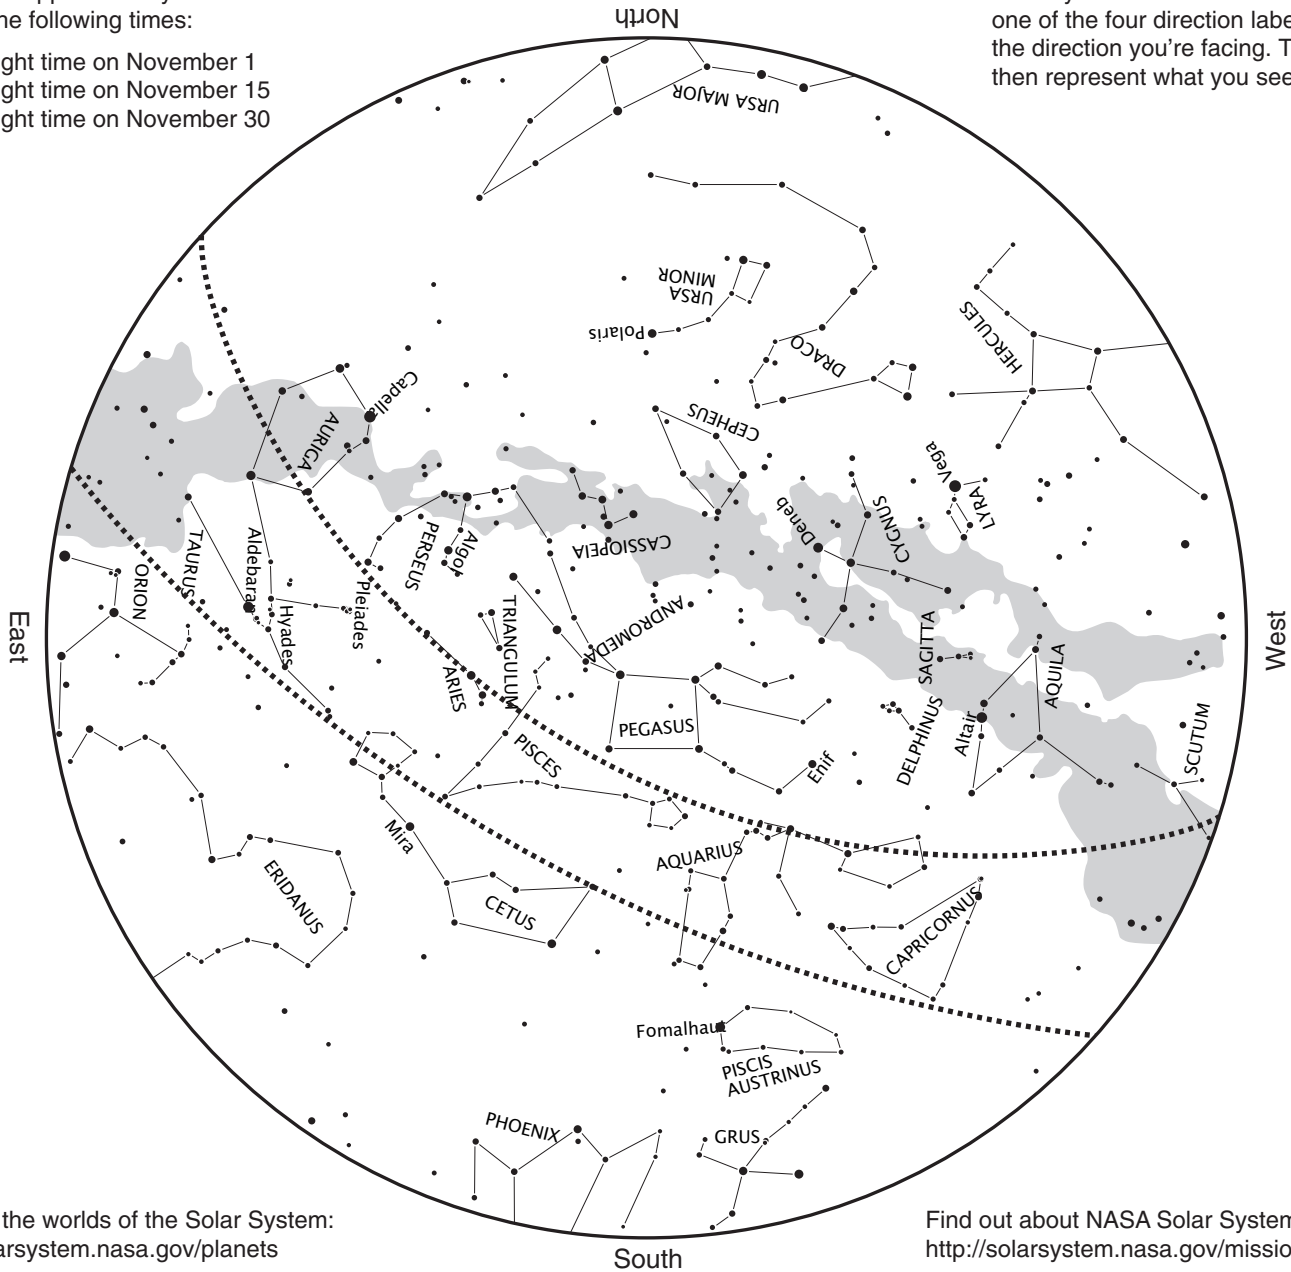 he following times:
ght time on November 1
ght time on November 15
ght time on November 30
one of the four direction labe
the direction you're facing. T
then represent what you see
North
URSA MAJOR
URSA
MINOR
Polaris
DRACO
HERCULES
CEPHEUS
Capella
AURIGA
Vega
LYRA
Deneb
CYGNUS
CASSIOPEIA
PERSEUS
Algol
Aldebaran
TAURUS
ORION
Hyades
Pleiades
TRIANGULUM
ANDROMEDA
ARIES
SAGITTA
AQUILA
East
West
PEGASUS
PISCES
Enif
DELPHINUS
Altair
SCUTUM
Mira
AQUARIUS
ERIDANUS
CETUS
CAPRICORNUS
Fomalhaut
PISCIS
AUSTRINUS
PHOENIX
GRUS
South
the worlds of the Solar System:
arsystem.nasa.gov/planets
Find out about NASA Solar System
http://solarsystem.nasa.gov/missio